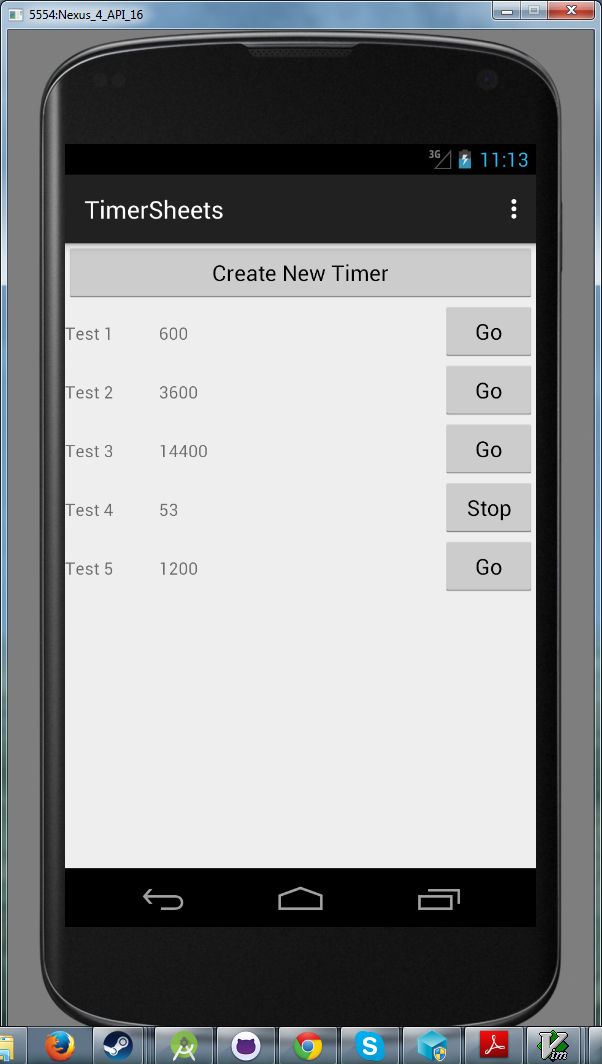 5554:Nexus_4_API_16
3G 11:13
TimerSheets
Create New Timer
Test 1 600 Go
Test 2 3600 Go
Test 3 14400 Go
Test 4 53 Stop
Test 5 1200 Go
Vim